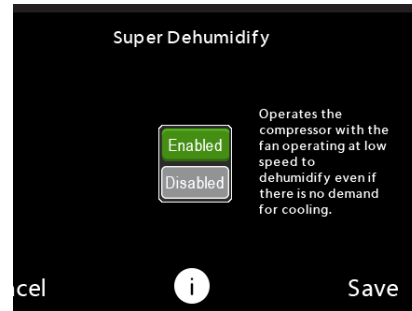 Super Dehumidify
Enabled
Disabled
Operates the
compressor with the
fan operating at low
speed to
dehumidify even if
there is no demand
for cooling.
cel
i
Save